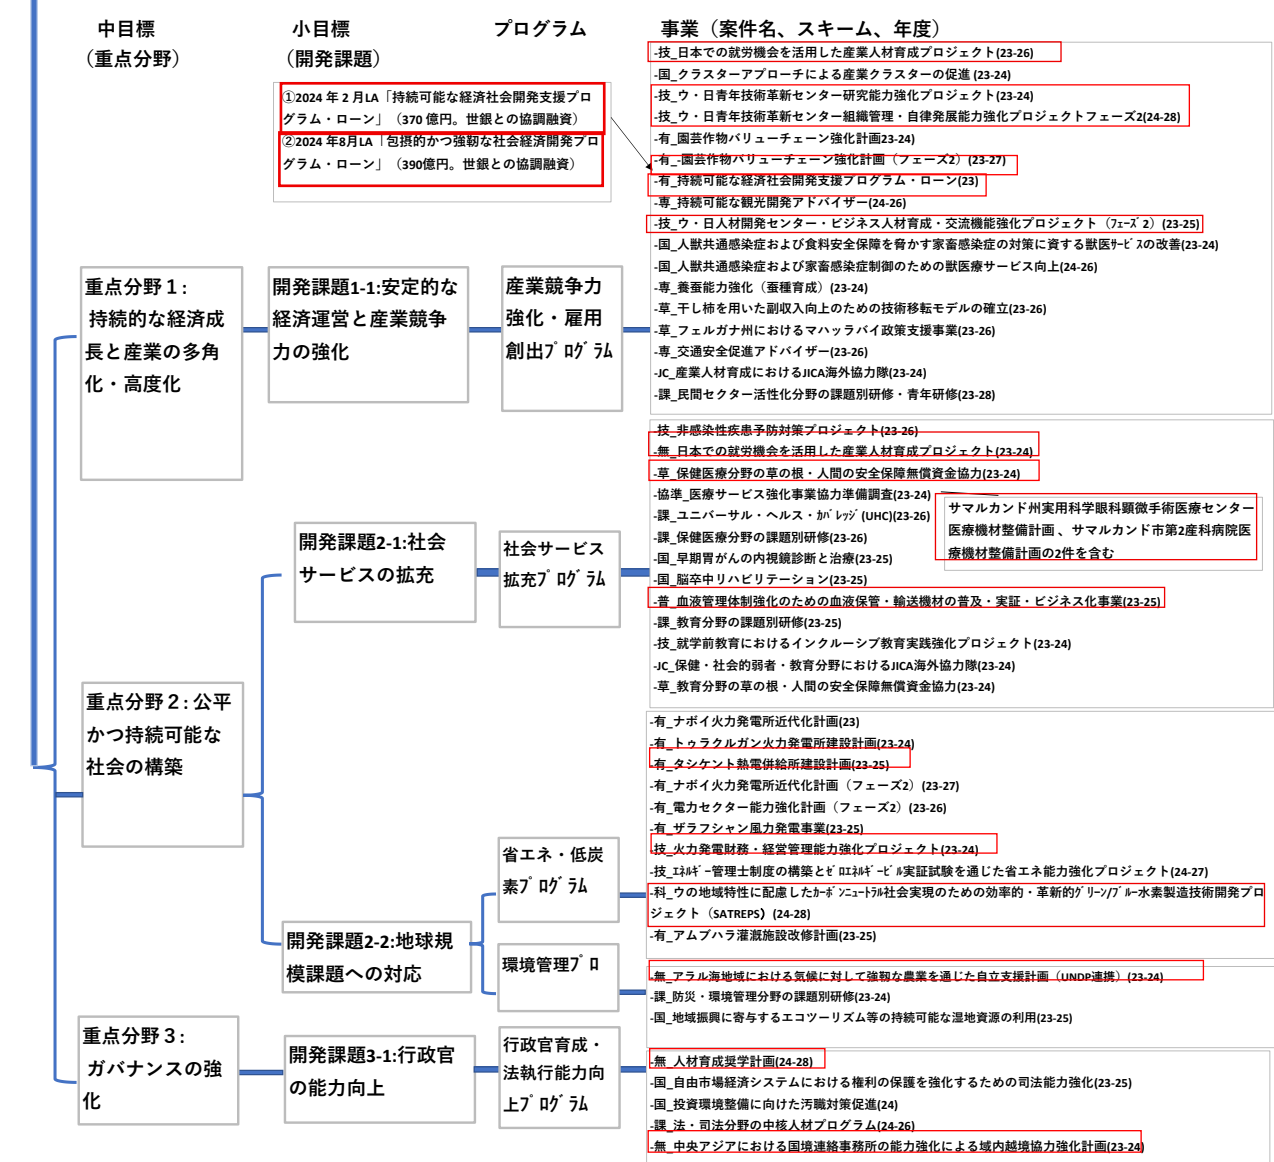 中目標
（重点分野）
小目標
（開発課題）
プログラム
事業（案件名、スキーム、年度）
①2024 年 2 月LA「持続可能な経済社会開発支援プロ
グラム・ローン」（370 億円。世銀との協調融資）
②2024 年8月LA「包摂的かつ強靭な社会経済開発プロ
グラム・ローン」（390億円。世銀との協調融資）
重点分野１:
持続的な経済成
長と産業の多角
化・高度化
開発課題1-1:安定的な
経済運営と産業競争
力の強化
産業競争力
強化・雇用
創出プログラム
-技_日本での就労機会を活用した産業人材育成プロジェクト(23-26)
-国_クラスターアプローチによる産業クラスターの促進 (23-24)
-技_ウ・日青年技術革新センター研究能力強化プロジェクト(23-24)
-技_ウ・日青年技術革新センター組織管理・自律発展能力強化プロジェクトフェーズ2(24-28)
-有_園芸作物バリューチェーン強化計画23-24)
-有_-園芸作物バリューチェーン強化計画（フェーズ2）(23-27)
-有_持続可能な経済社会開発支援プログラム・ローン(23)
-専_持続可能な観光開発アドバイザー(24-26)
-技_ウ・日人材開発センター・ビジネス人材育成・交流機能強化プロジェクト（ﾌｪｰｽﾞ2）(23-25)
-国_人獣共通感染症および食料安全保障を脅かす家畜感染症の対策に資する獣医ｻｰﾋﾞｽの改善(23-24)
-国_人獣共通感染症および家畜感染症制御のための獣医療サービス向上(24-26)
-専_養蚕能力強化（蚕種育成）(23-24)
-草_干し柿を用いた副収入向上のための技術移転モデルの確立(23-26)
-草_フェルガナ州におけるマハッラバイ政策支援事業(23-26)
-専_交通安全促進アドバイザー(23-26)
-JC_産業人材育成におけるJICA海外協力隊(23-24)
-課_民間セクター活性化分野の課題別研修・青年研修(23-28)
重点分野２:公平
かつ持続可能な
社会の構築
開発課題2-1:社会
サービスの拡充
社会サービス
拡充プログラム
-技_非感染性疾患予防対策プロジェクト(23-26)
-無_日本での就労機会を活用した産業人材育成プロジェクト(23-24)
-草_保健医療分野の草の根・人間の安全保障無償資金協力(23-24)
-協準_医療サービス強化事業協力準備調査(23-24)
-課_ユニバーサル・ヘルス・ｶﾊﾞﾚｯｼﾞ(UHC)(23-26)
-課_保健医療分野の課題別研修(23-26)
-国_早期胃がんの内視鏡診断と治療(23-25)
-国_脳卒中リハビリテーション(23-25)
-普_血液管理体制強化のための血液保管・輸送機材の普及・実証・ビジネス化事業(23-25)
-課_教育分野の課題別研修(23-25)
-技_就学前教育におけるインクルーシブ教育実践強化プロジェクト(23-24)
-JC_保健・社会的弱者・教育分野におけるJICA海外協力隊(23-24)
-草_教育分野の草の根・人間の安全保障無償資金協力(23-24)
サマルカンド州実用科学眼科顕微手術医療センター
医療機材整備計画 、サマルカンド市第2産科病院医
療機材整備計画の2件を含む
開発課題2-2:地球規
模課題への対応
省エネ・低炭
素プログラム
-有_ナボイ火力発電所近代化計画(23)
-有_トゥラクルガン火力発電所建設計画(23-24)
-有_タシケント熱電併給所建設計画(23-25)
-有_ナボイ火力発電所近代化計画（フェーズ2）(23-27)
-有_電力セクター能力強化計画（フェーズ2）(23-26)
-有_ザラフシャン風力発電事業(23-25)
-技_火力発電財務・経営管理能力強化プロジェクト(23-24)
-技_ｴﾈﾙｷﾞｰ管理士制度の構築とｾﾞﾛｴﾈﾙｷﾞｰﾋﾞﾙ実証試験を通じた省エネ能力強化プロジェクト(24-27)
-科_ウの地域特性に配慮したｶｰﾎﾞﾝﾆｭｰﾄﾗﾙ社会実現のための効率的・革新的ｸﾞﾘｰﾝ/ﾌﾞﾙｰ水素製造技術開発プロ
ジェクト（SATREPS）(24-28)
-有_アムブハラ灌漑施設改修計画(23-25)
環境管理プロ
-無_アラル海地域における気候に対して強靱な農業を通じた自立支援計画（UNDP連携）(23-24)
-課_防災・環境管理分野の課題別研修(23-24)
-国_地域振興に寄与するエコツーリズム等の持続可能な湿地資源の利用(23-25)
重点分野３:
ガバナンスの強
化
開発課題3-1:行政官
の能力向上
行政官育成・
法執行能力向
上プログラム
-無_人材育成奨学計画(24-28)
-国_自由市場経済システムにおける権利の保護を強化するための司法能力強化(23-25)
-国_投資環境整備に向けた汚職対策促進(24)
-課_法・司法分野の中核人材プログラム(24-26)
-無_中央アジアにおける国境連絡事務所の能力強化による域内越境協力強化計画(23-24)